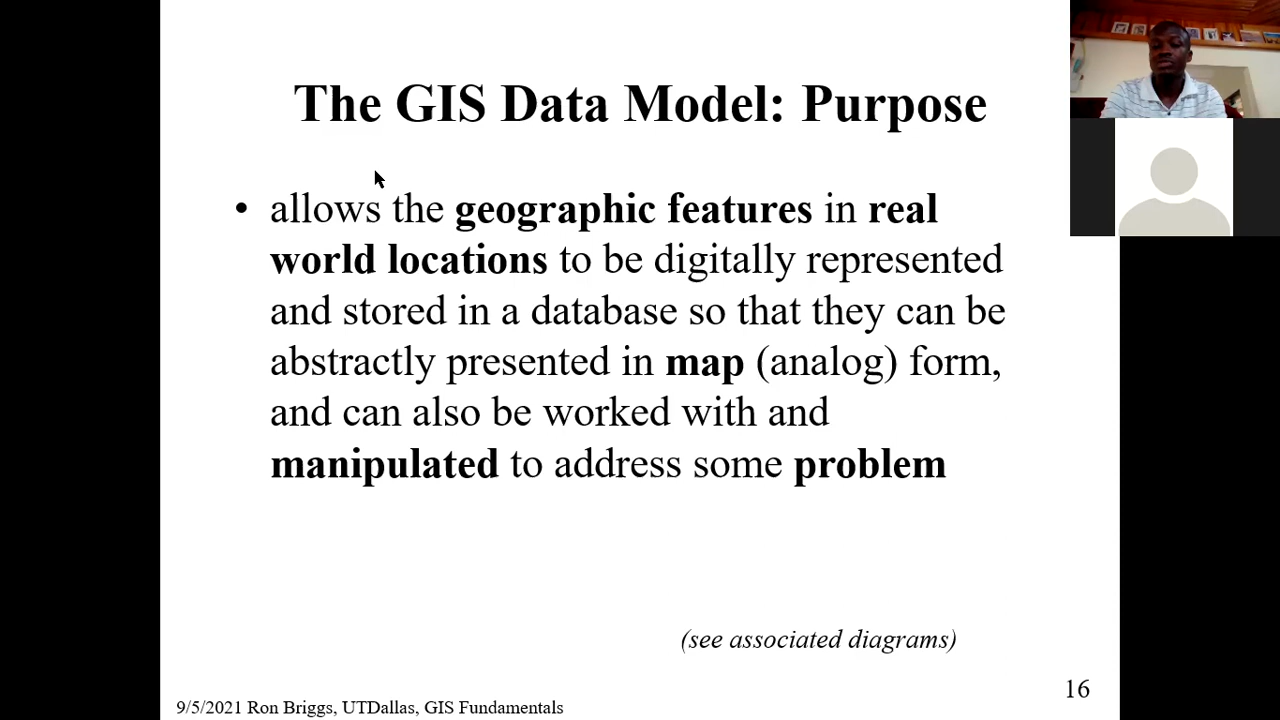 The GIS Data Model: Purpose
• allows the geographic features in real
world locations to be digitally represented
and stored in a database so that they can be
abstractly presented in map (analog) form,
and can also be worked with and
manipulated to address some problem
(see associated diagrams)
16
9/5/2021 Ron Briggs, UTDallas, GIS Fundamentals